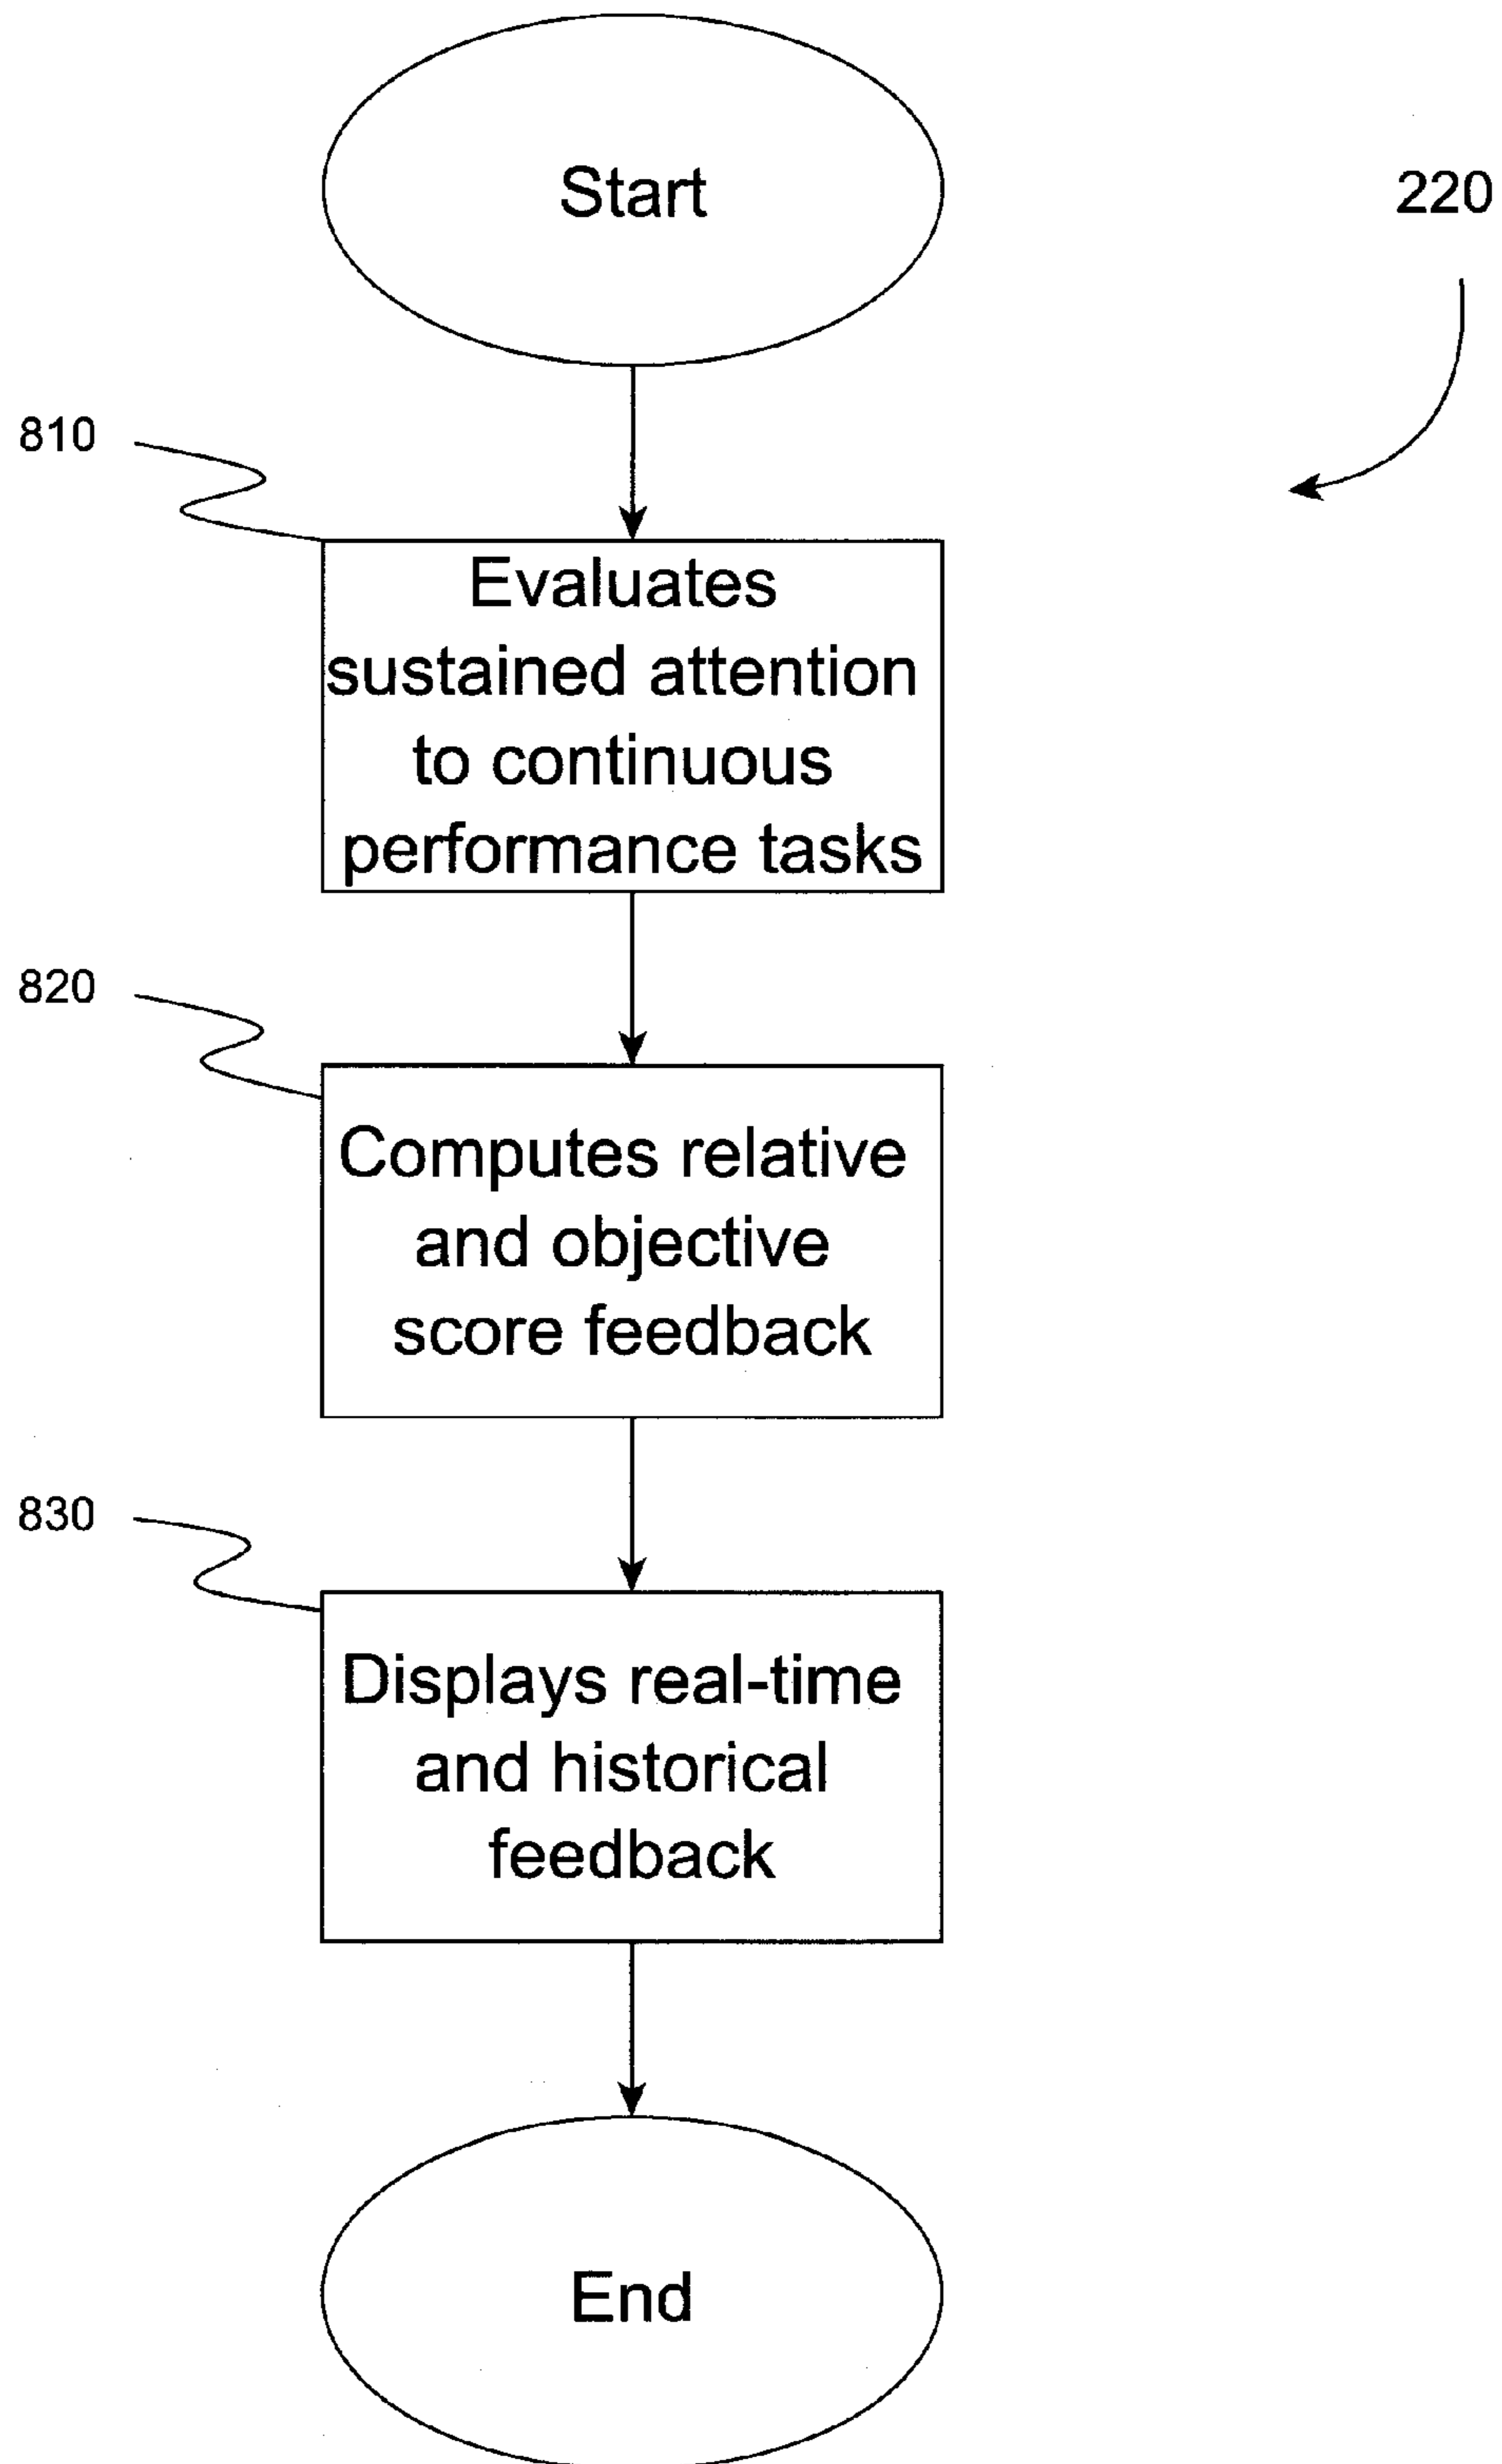 Start
220
810
Evaluates
sustained attention
to continuous
performance tasks
820
Computes relative
and objective
score feedback
830
Displays real-time
and historical
feedback
End